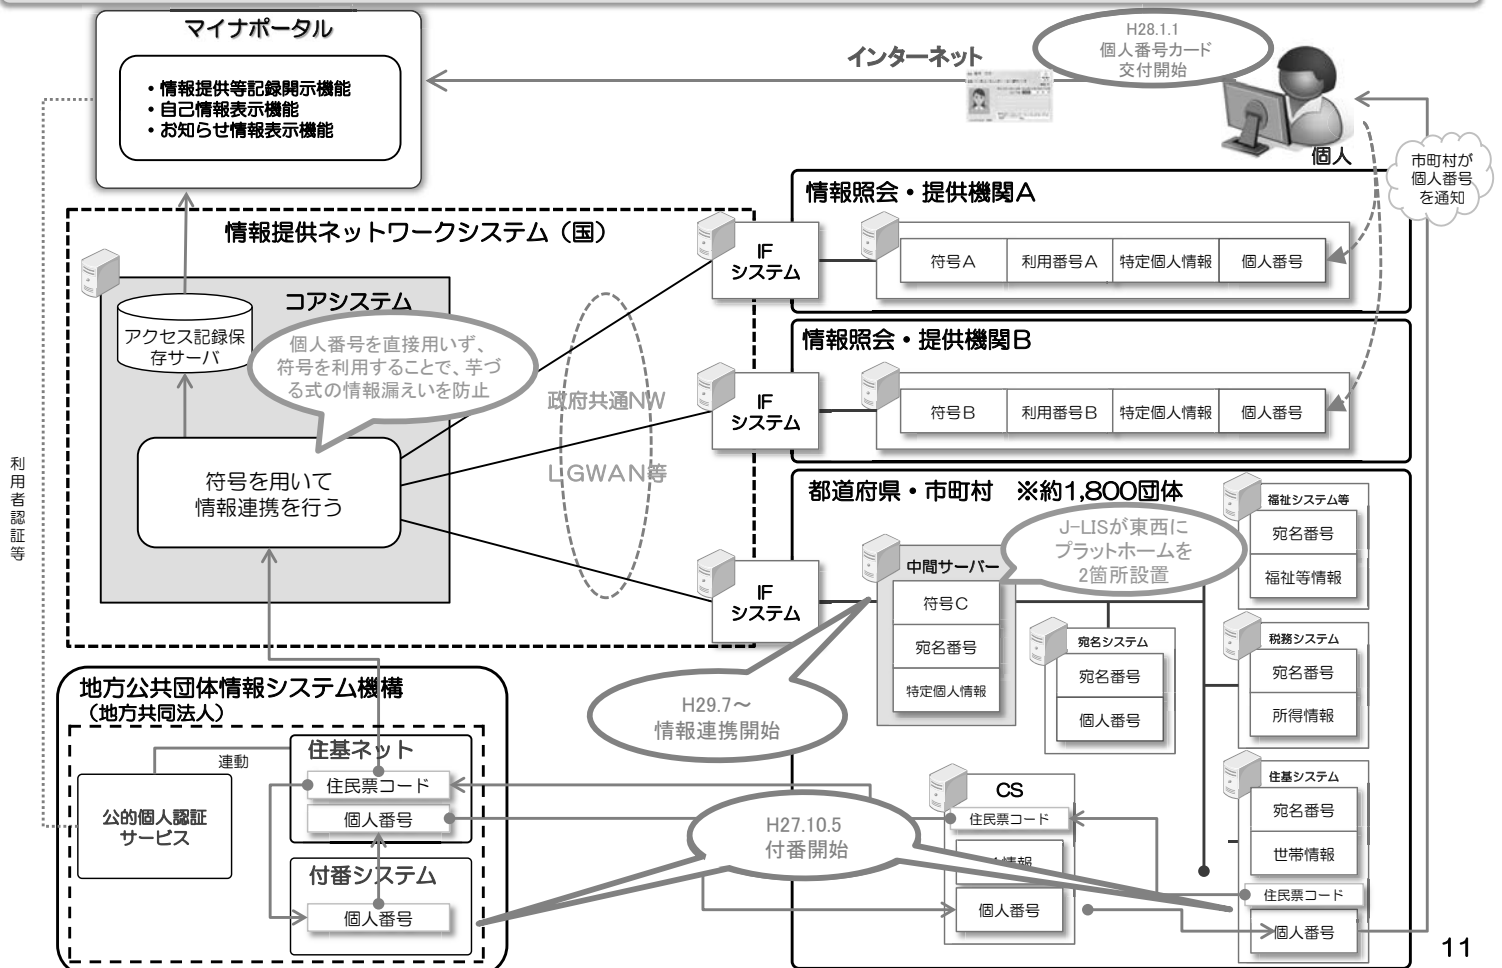 マイナポータル
・情報提供等記録開示機能
・自己情報表示機能
・お知らせ情報表示機能
インターネット
H28.1.1
個人番号カード
交付開始
個人
市町村が
個人番号
を通知
情報提供ネットワークシステム（国）
コアシステム
アクセス記録保
存サーバ
個人番号を直接用いず、
符号を利用することで、芋づ
る式の情報漏えいを防止
符号を用いて
情報連携を行う
政府共通NW
LGWAN等
IF
システム
IF
システム
IF
システム
情報照会・提供機関A
符号A
利用番号A
特定個人情報
個人番号
情報照会・提供機関B
符号B
利用番号B
特定個人情報
個人番号
都道府県・市町村　※約1,800団体
J-LISが東西に
プラットホームを
2箇所設置
中間サーバー
符号C
宛名番号
特定個人情報
宛名システム
宛名番号
個人番号
福祉システム等
宛名番号
福祉等情報
税務システム
宛名番号
所得情報
住基システム
宛名番号
世帯情報
住民票コード
個人番号
CS
住民票コード
情報
個人番号
H29.7～
情報連携開始
H27.10.5
付番開始
利用者認証等
地方公共団体情報システム機構
（地方共同法人）
連動
公的個人認証
サービス
住基ネット
住民票コード
個人番号
付番システム
個人番号
11